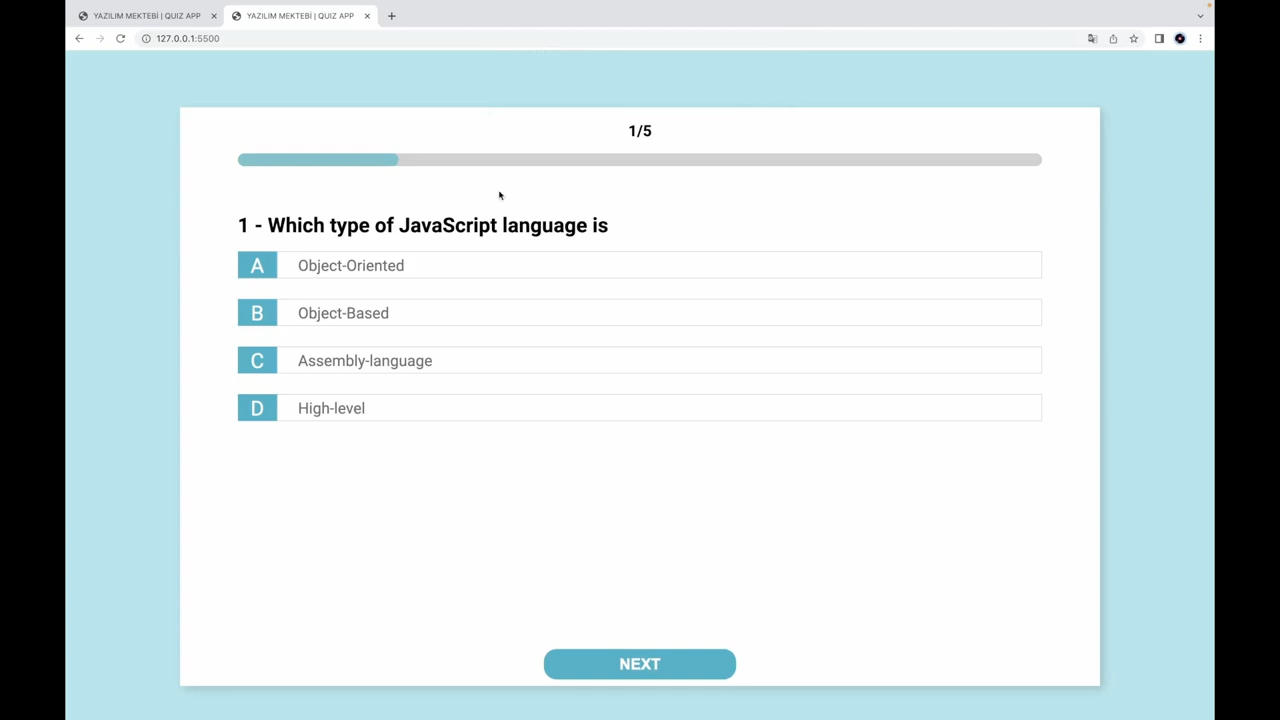 YAZILIM MEKTEBİ | QUIZ APP
YAZILIM MEKTEBİ | QUIZ APP
127.0.0.1:5500
1/5
1 - Which type of JavaScript language is
A Object-Oriented
B Object-Based
C Assembly-language
D High-level
NEXT